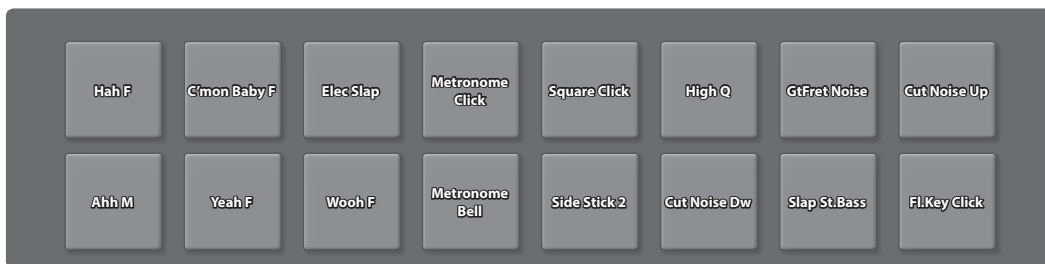 Hah F
C'mon Baby F
Elec Slap
Metronome
Click
Square Click
High Q
GtFret Noise
Cut Noise Up
Ahh M
Yeah F
Wooh F
Metronome
Bell
Side Stick 2
Cut Noise Dw
Slap St.Bass
Fl.Key Click